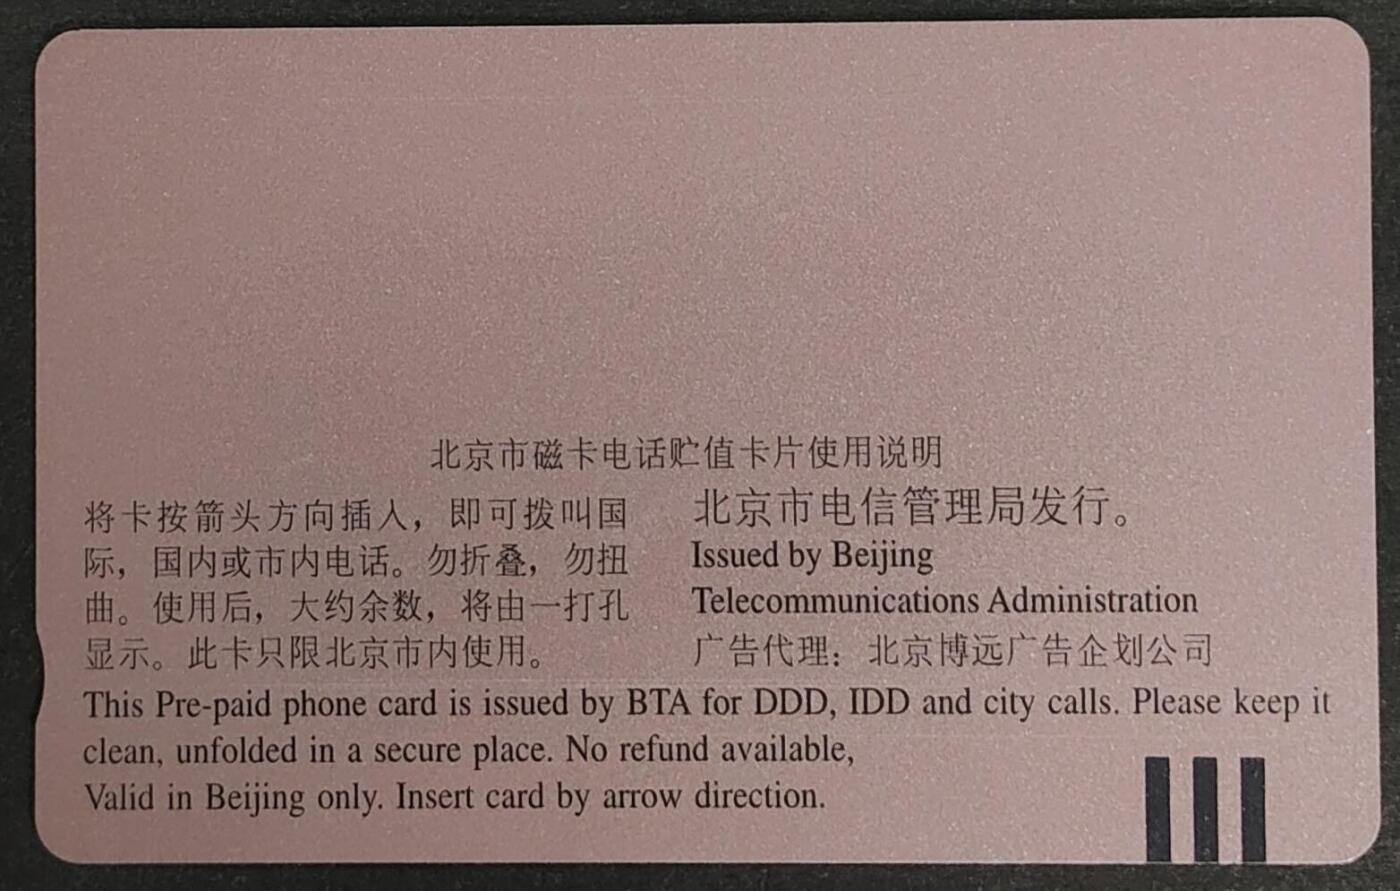 北京市磁卡电话贮值卡片使用说明
将卡按箭头方向插入，即可拨叫国
际，国内或市内电话。勿折叠，勿扭
曲。使用后，大约余数，将由一打孔
显示。此卡只限北京市内使用。
北京市电信管理局发行。
Issued by Beijing
Telecommunications Administration
广告代理：北京博远广告企划公司
This Pre-paid phone card is issued by BTA for DDD, IDD and city calls. Please keep it
clean, unfolded in a secure place. No refund available,
Valid in Beijing only. Insert card by arrow direction.